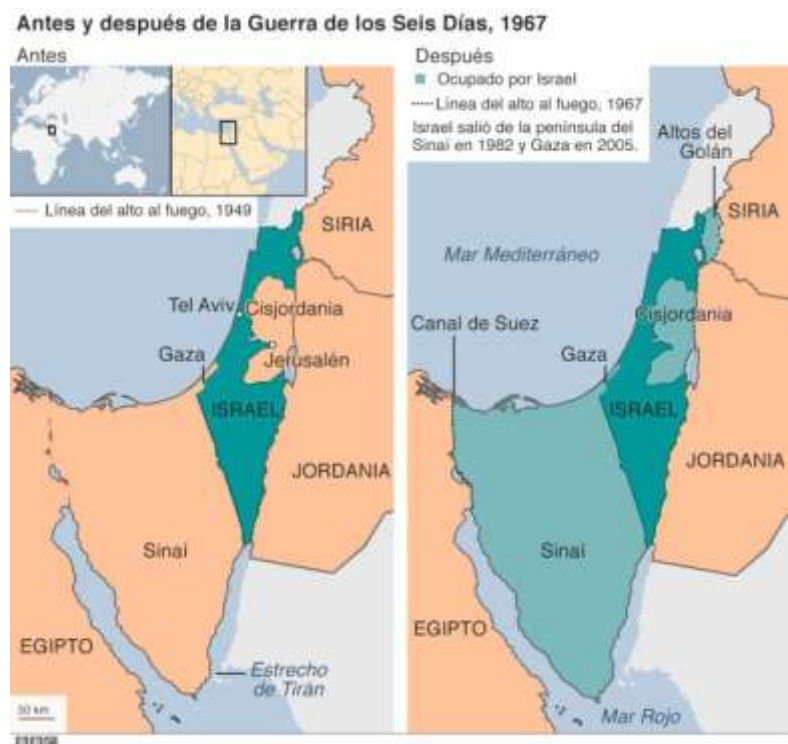 Antes y después de la Guerra de los Seis Días, 1967
Antes
Línea del alto al fuego, 1949
SIRIA
Tel Aviv
Cisjordania
Gaza
Jerusalén
ISRAEL
JORDANIA
Sinaí
EGIPTO
Estrecho
de Tirán
50 km
Después
Ocupado por Israel
Línea del alto al fuego, 1967
Israel salió de la península del
Sinaí en 1982 y Gaza en 2005.
Altos del
Golán
SIRIA
Mar Mediterráneo
Canal de Suez
Cisjordania
Gaza
ISRAEL
JORDANIA
Sinaí
EGIPTO
Mar Rojo